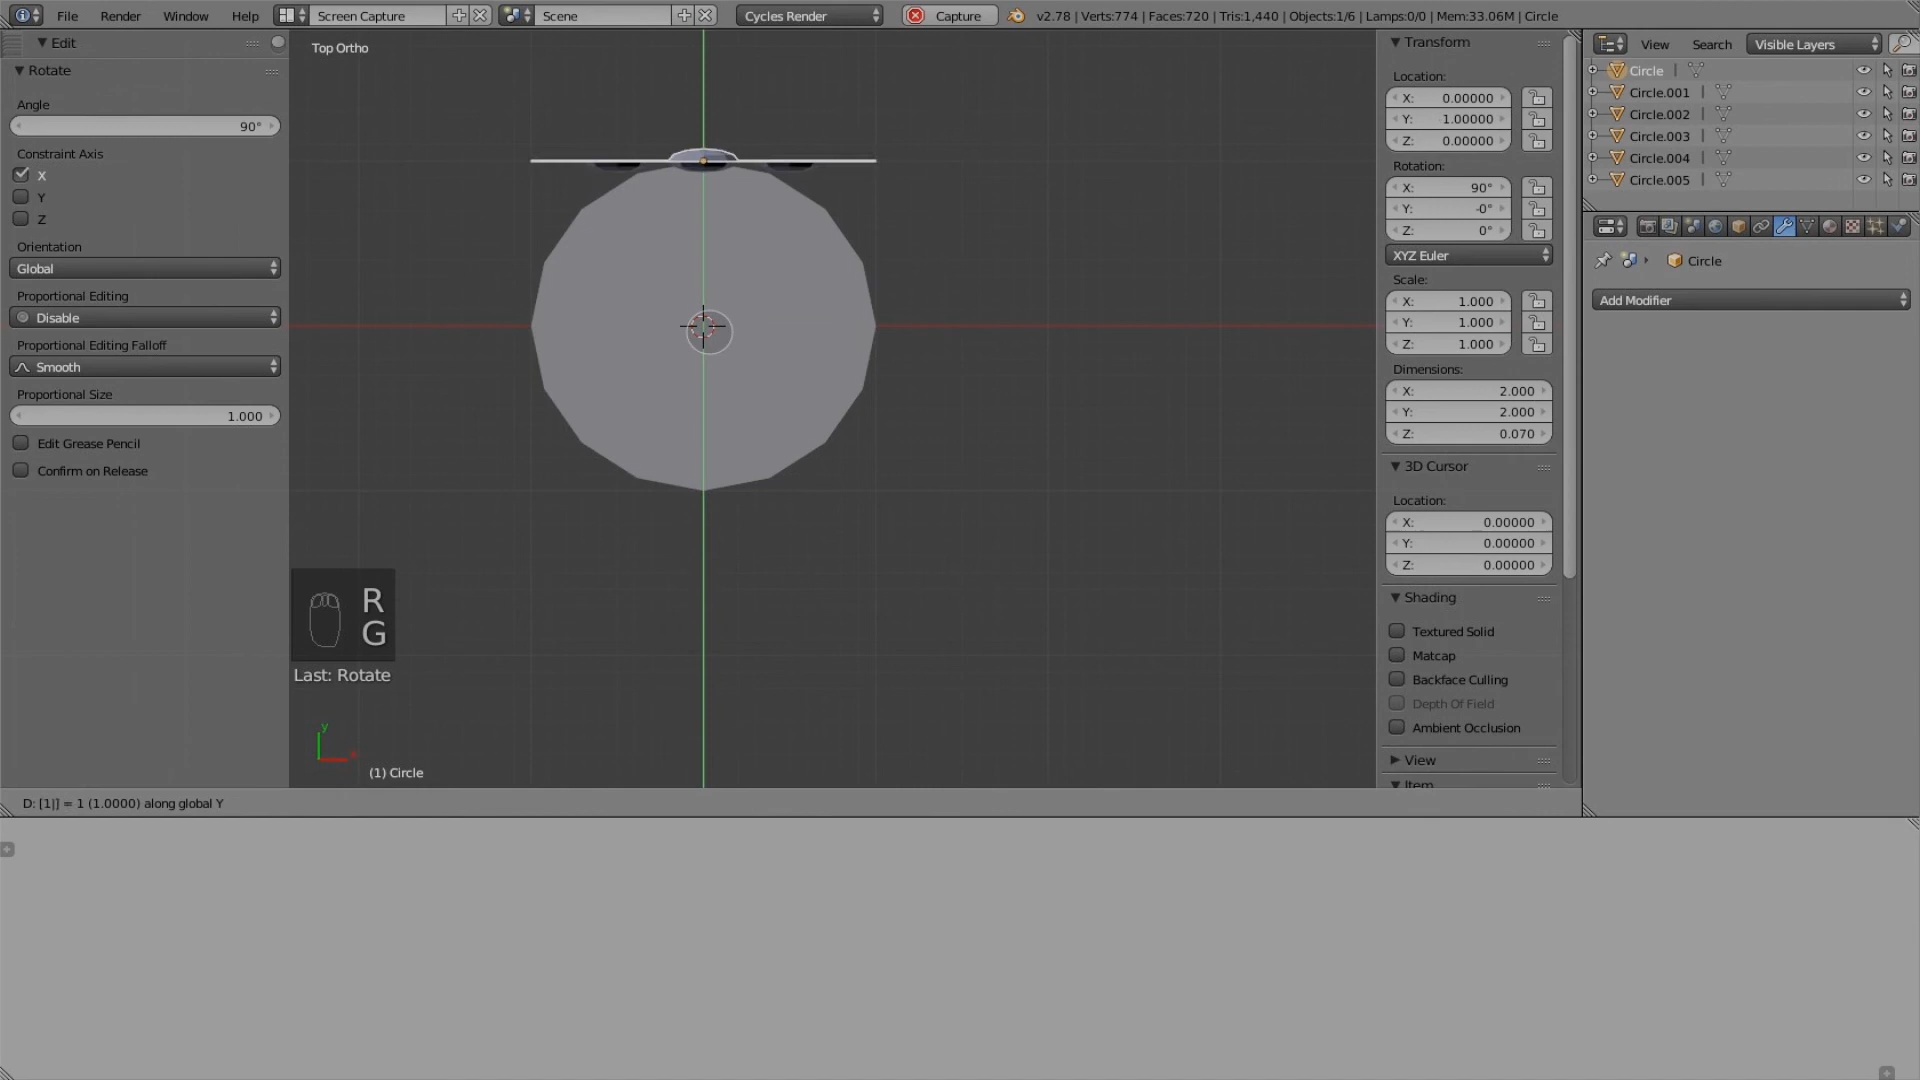 File Render Window Help Screen Capture Scene Cycles Render Capture v2.78 | Verts:774 | Faces:720 | Tris:1,440 | Objects:1/6 | Lamps:0/0 | Mem:33.06M | Circle
Edit
Rotate
Angle
90°
Constraint Axis
X
Y
Z
Orientation
Global
Proportional Editing
Disable
Proportional Editing Falloff
Smooth
Proportional Size
1.000
Edit Grease Pencil
Confirm on Release
Top Ortho
R
G
Last: Rotate
y
x
(1) Circle
D: [1|] = 1 (1.0000) along global Y
Transform
Location:
X: 0.00000
Y: 1.00000
Z: 0.00000
Rotation:
X: 90°
Y: -0°
Z: 0°
XYZ Euler
Scale:
X: 1.000
Y: 1.000
Z: 1.000
Dimensions:
X: 2.000
Y: 2.000
Z: 0.070
3D Cursor
Location:
X: 0.00000
Y: 0.00000
Z: 0.00000
Shading
Textured Solid
Matcap
Backface Culling
Depth Of Field
Ambient Occlusion
View
Item
View Search Visible Layers
Circle
Circle.001
Circle.002
Circle.003
Circle.004
Circle.005
Circle
Add Modifier